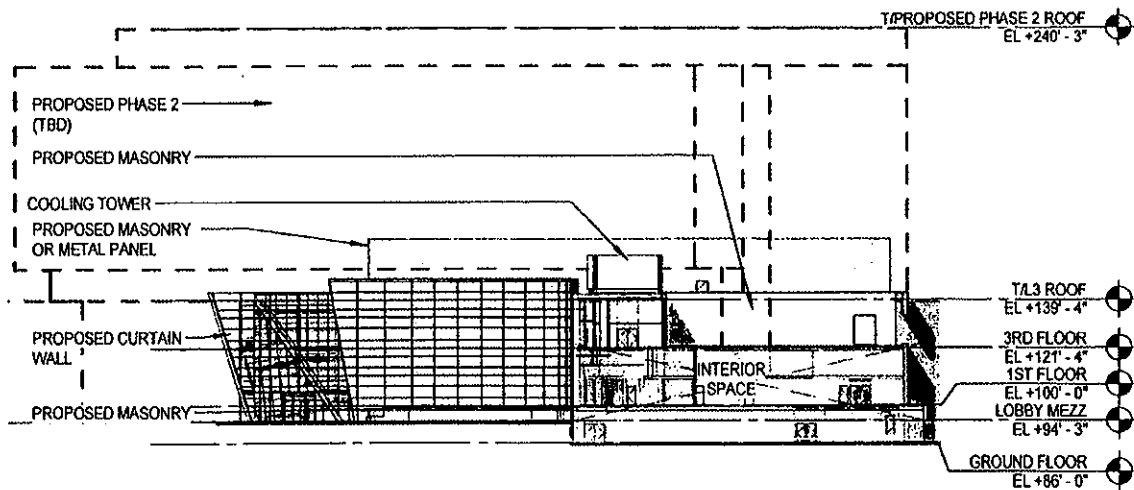 T/PROPOSED PHASE 2 ROOF
EL +240' - 3"
PROPOSED PHASE 2
(TBD)
PROPOSED MASONRY
COOLING TOWER
PROPOSED MASONRY
OR METAL PANEL
T/L3 ROOF
EL +139' - 4"
PROPOSED CURTAIN
WALL
3RD FLOOR
EL +121' - 4"
INTERIOR
SPACE
1ST FLOOR
EL +100' - 0"
PROPOSED MASONRY
LOBBY MEZZ
EL +94' - 3"
GROUND FLOOR
EL +86' - 0"